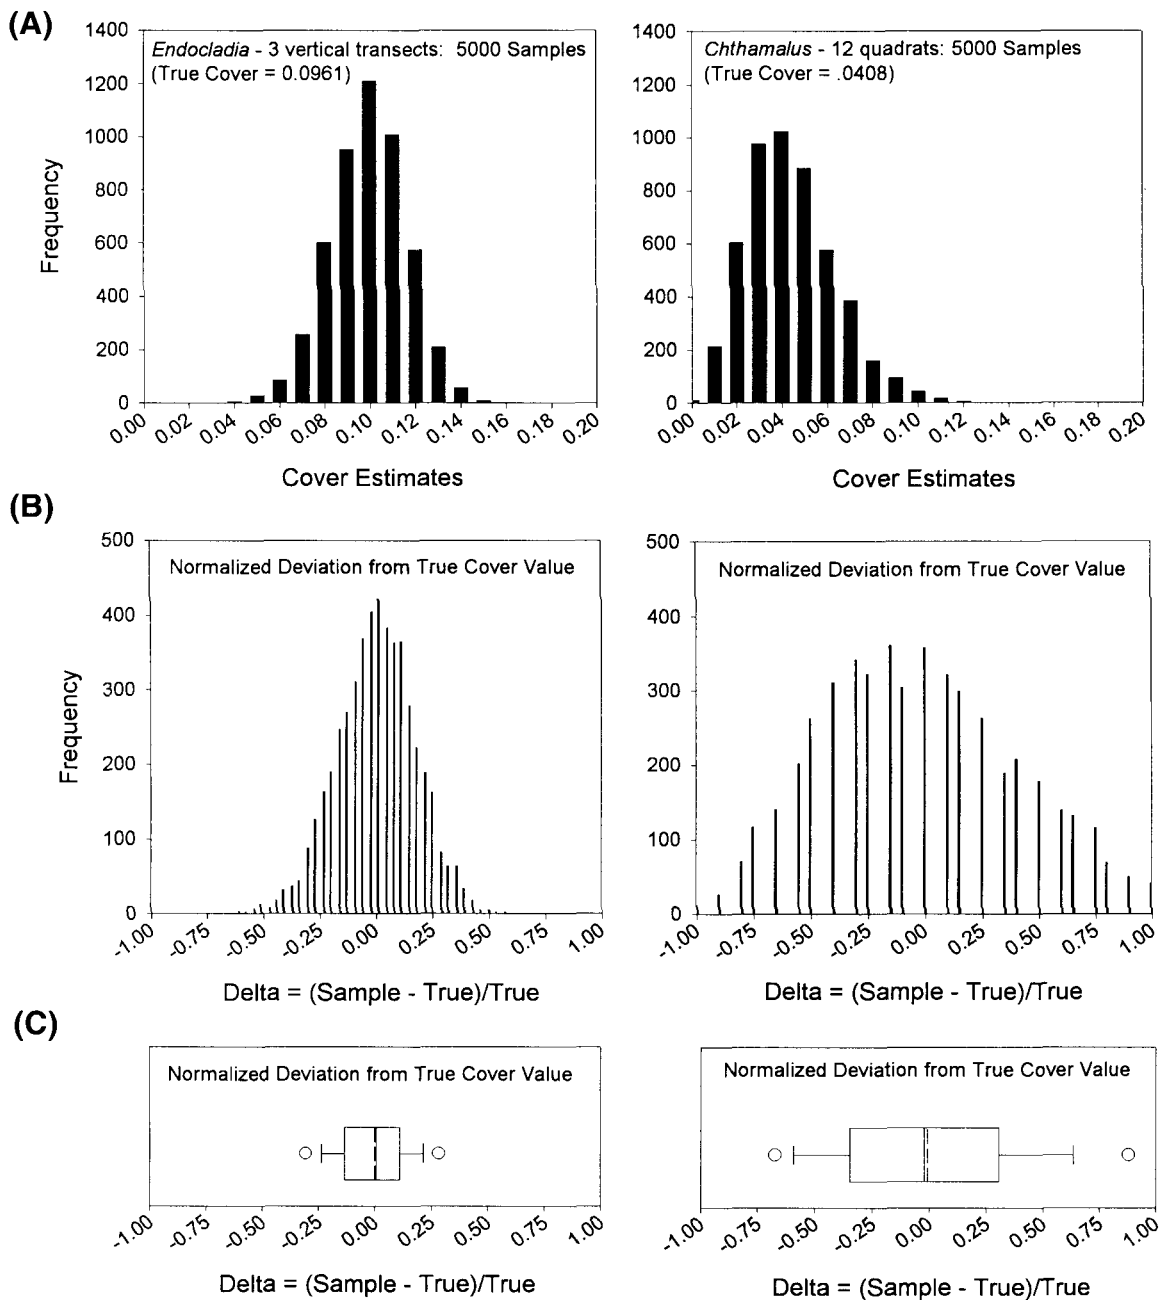 (A)
1400
1200
1000
800
600
400
200
0
Frequency
Endocladia - 3 vertical transects: 5000 Samples
(True Cover = 0.0961)
0.00 0.02 0.04 0.06 0.08 0.10 0.12 0.14 0.16 0.18 0.20
Cover Estimates
1400
1200
1000
800
600
400
200
0
Chthamalus - 12 quadrats: 5000 Samples
(True Cover = .0408)
0.00 0.02 0.04 0.06 0.08 0.10 0.12 0.14 0.16 0.18 0.20
Cover Estimates
(B)
500
400
300
200
100
0
Frequency
Normalized Deviation from True Cover Value
-1.00 -0.75 -0.50 -0.25 0.00 0.25 0.50 0.75 1.00
Delta = (Sample - True)/True
500
400
300
200
100
0
Normalized Deviation from True Cover Value
-1.00 -0.75 -0.50 -0.25 0.00 0.25 0.50 0.75 1.00
Delta = (Sample - True)/True
(C)
Normalized Deviation from True Cover Value
-1.00 -0.75 -0.50 -0.25 0.00 0.25 0.50 0.75 1.00
Delta = (Sample - True)/True
Normalized Deviation from True Cover Value
-1.00 -0.75 -0.50 -0.25 0.00 0.25 0.50 0.75 1.00
Delta = (Sample - True)/True